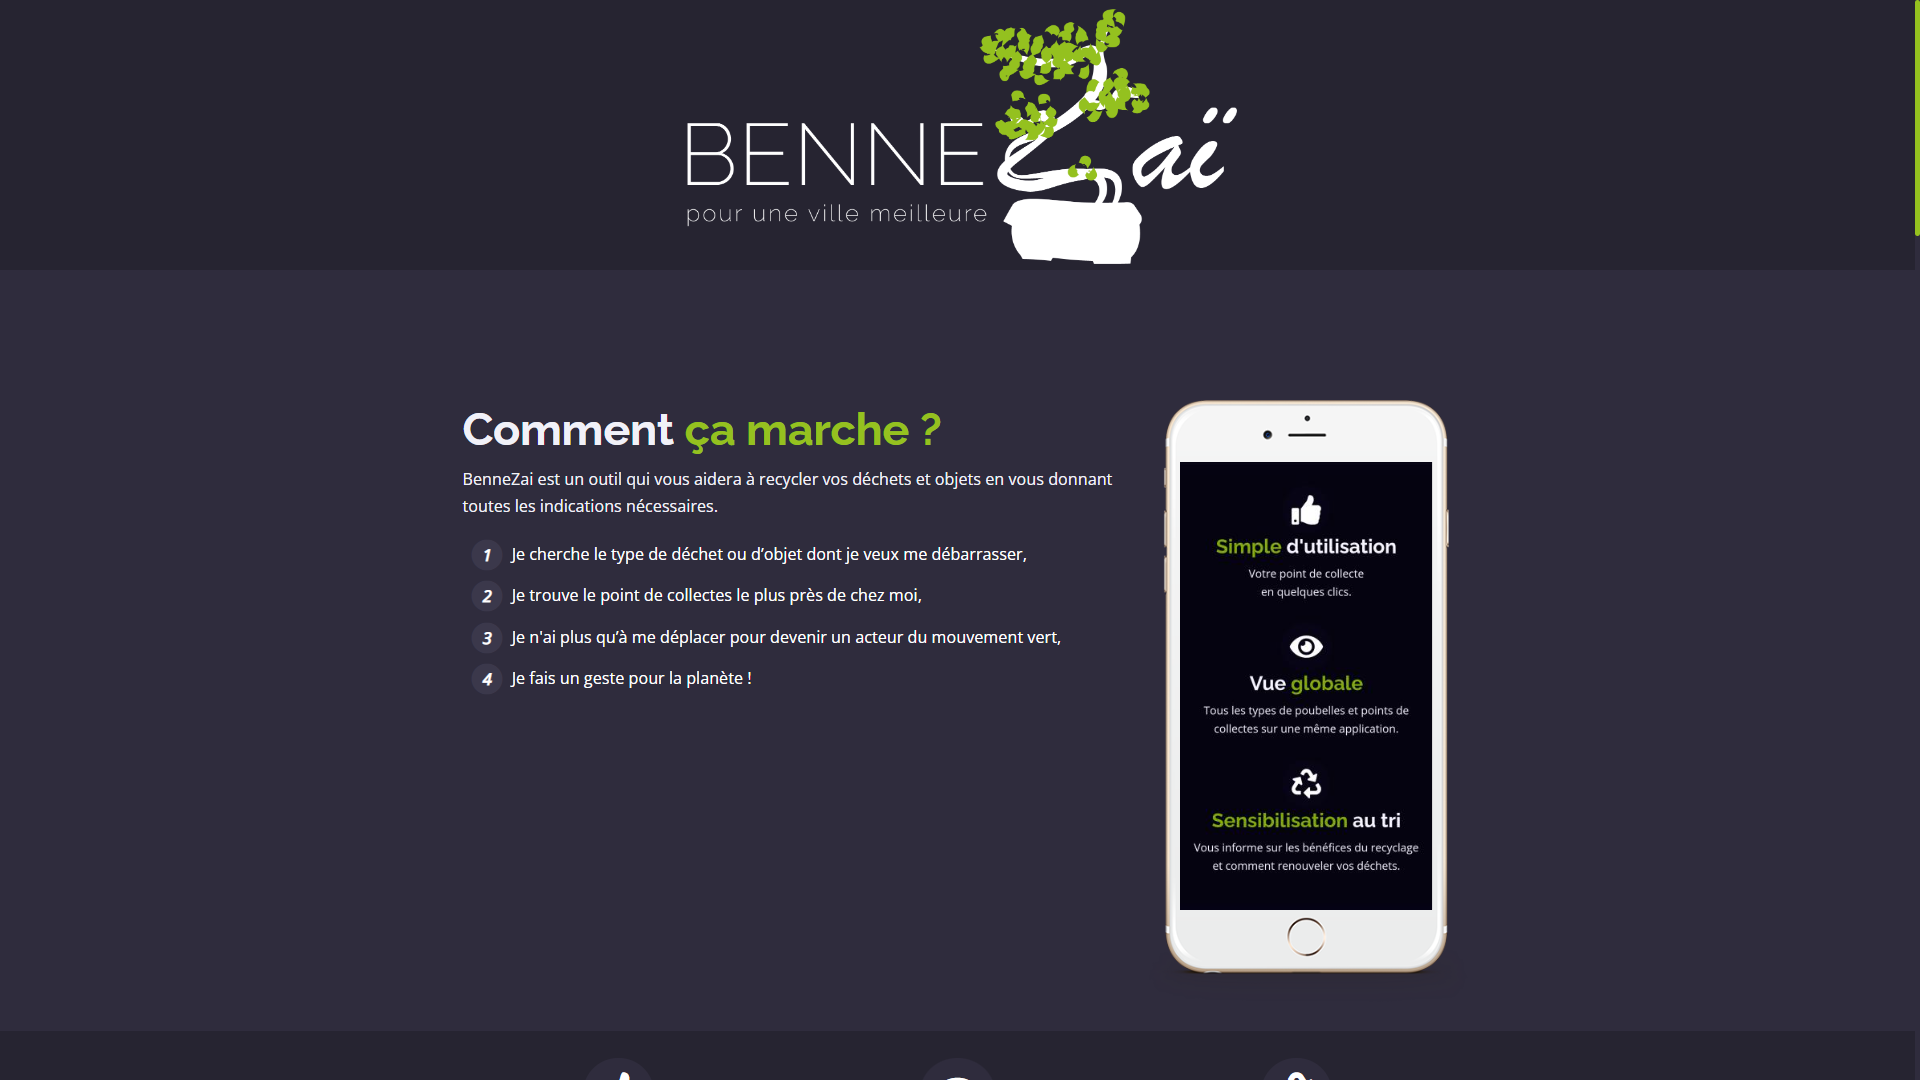 BENNEZaï
pour une ville meilleure
Comment ça marche ?
BenneZai est un outil qui vous aidera à recycler vos déchets et objets en vous donnant
toutes les indications nécessaires.
1 Je cherche le type de déchet ou d’objet dont je veux me débarrasser,
2 Je trouve le point de collectes le plus près de chez moi,
3 Je n'ai plus qu’à me déplacer pour devenir un acteur du mouvement vert,
4 Je fais un geste pour la planète !
Simple d'utilisation
Votre point de collecte
en quelques clics.
Vue globale
Tous les types de poubelles et points de
collectes sur une même application.
Sensibilisation au tri
Vous informe sur les bénéfices du recyclage
et comment renouveler vos déchets.